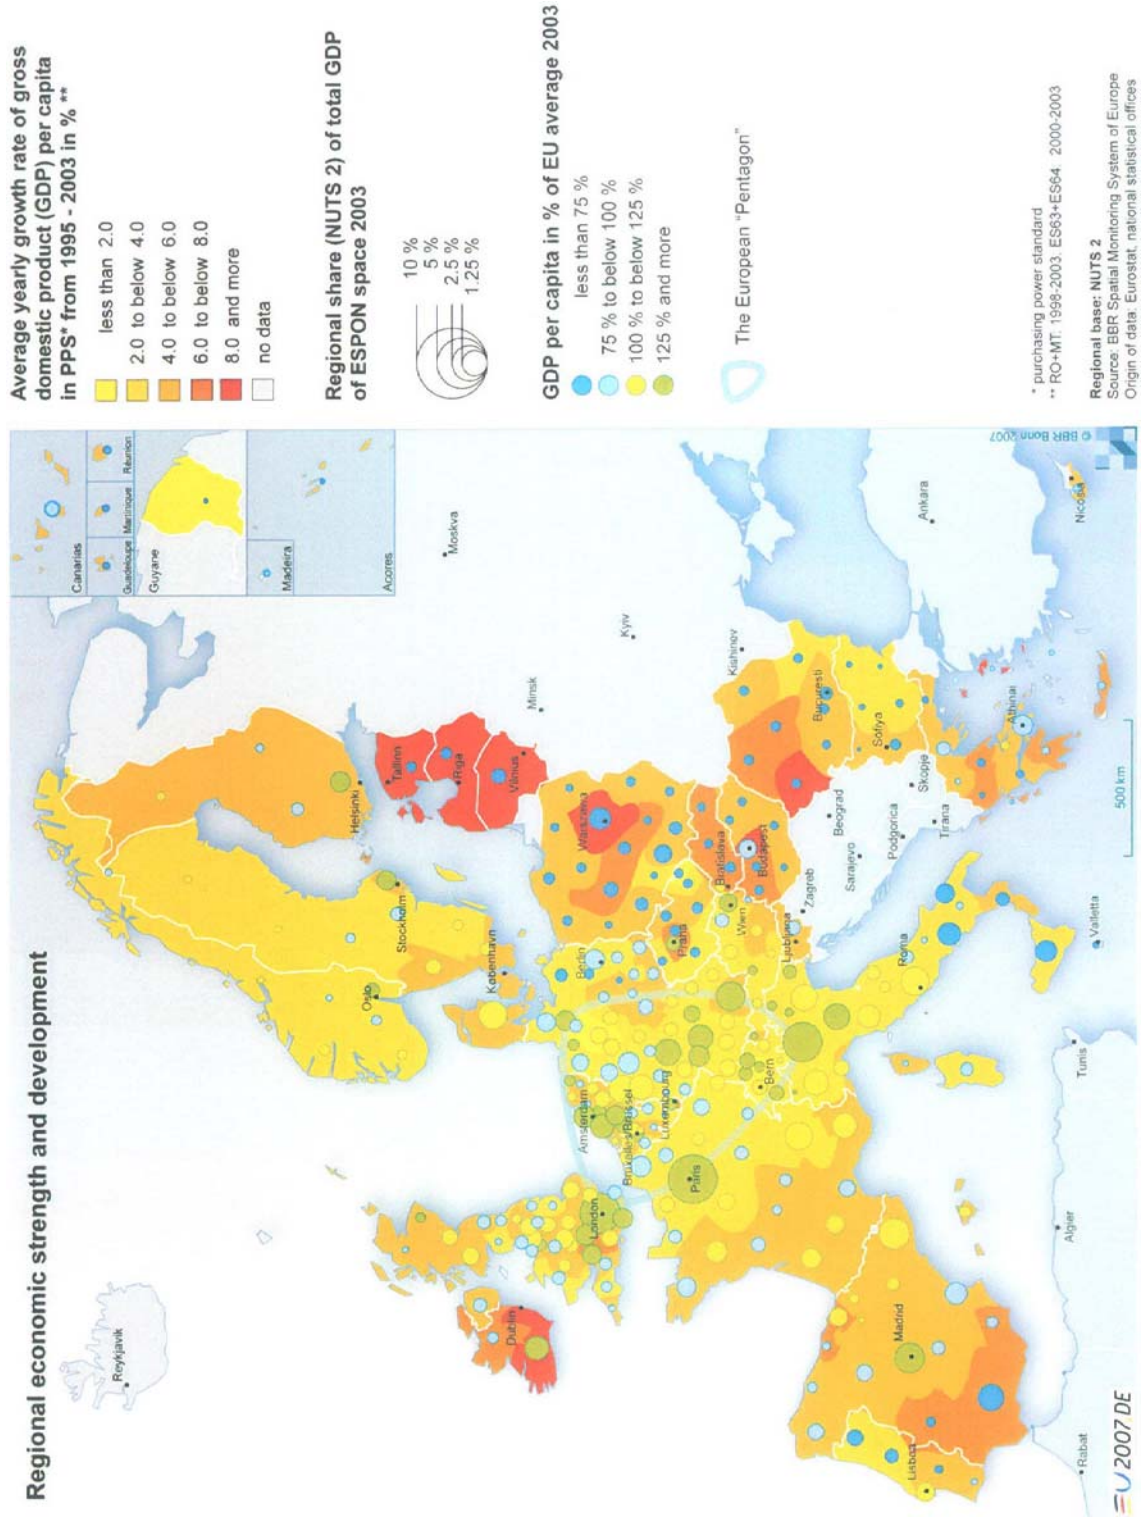 Regional economic strength and development
Average yearly growth rate of gross
domestic product (GDP) per capita
in PPS* from 1995 - 2003 in % **
less than 2.0
2.0 to below 4.0
4.0 to below 6.0
6.0 to below 8.0
8.0 and more
no data
Regional share (NUTS 2) of total GDP
of ESPON space 2003
10 %
5 %
2.5 %
1.25 %
GDP per capita in % of EU average 2003
less than 75 %
75 % to below 100 %
100 % to below 125 %
125 % and more
The European "Pentagon"
* purchasing power standard
** RO+MT: 1998-2003. ES63+ES64: 2000-2003
Regional base: NUTS 2
Source: BBR Spatial Monitoring System of Europe
Origin of data: Eurostat, national statistical offices
Canarias
Guadeloupe
Martinique
Réunion
Guyane
Madeira
Acores
Reykjavik
Oslo
Stockholm
Helsinki
Tallinn
Riga
Vilnius
Minsk
Moskva
København
Dublin
London
Amsterdam
Bruxelles/Brussel
Luxembourg
Paris
Berlin
Warszawa
Kyiv
Praha
Bratislava
Wien
Budapest
Kishinov
Bern
Ljubljana
Zagreb
Beograd
Bucuresti
Sarajevo
Podgorica
Sofiya
Skopje
Tirana
Roma
Madrid
Lisboa
Athinai
Ankara
Nicosia
Valletta
Tunis
Algier
Rabat
500 km
© BBR Bonn 2007
EU2007.DE